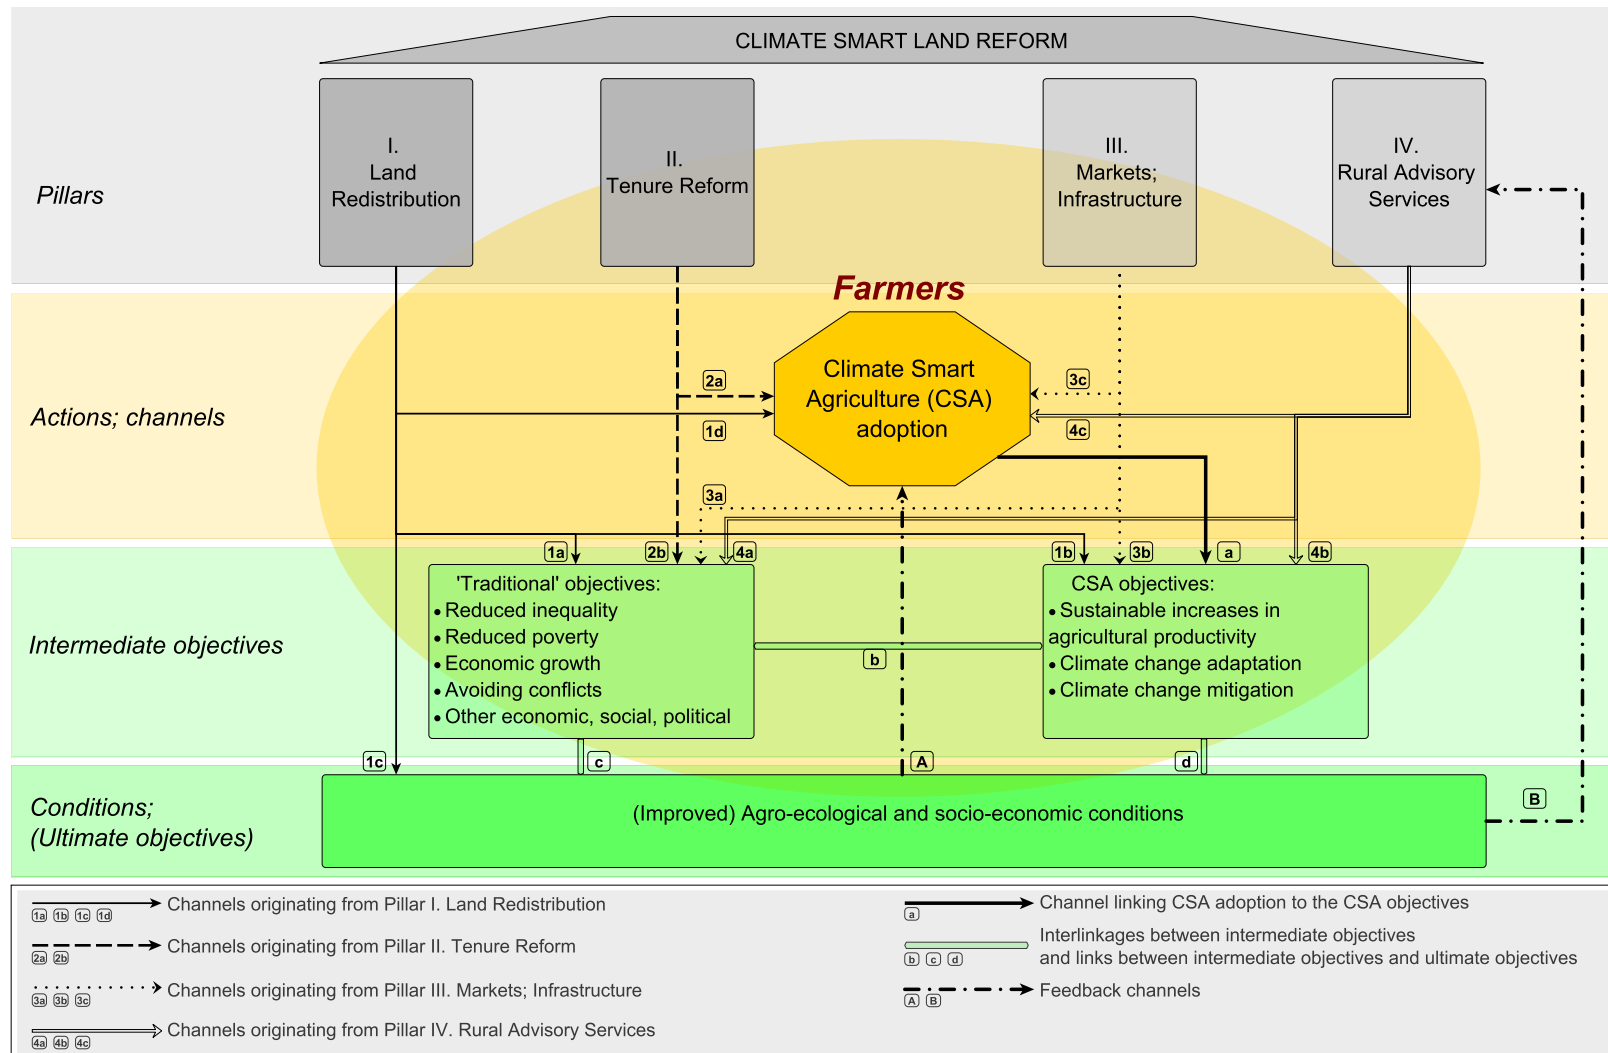 CLIMATE SMART LAND REFORM
Pillars
I.
Land
Redistribution
II.
Tenure Reform
III.
Markets;
Infrastructure
IV.
Rural Advisory
Services
Farmers
Actions; channels
Climate Smart
Agriculture (CSA)
adoption
2a
1d
3c
4c
3a
1a
2b
4a
1b
3b
a
4b
Intermediate objectives
'Traditional' objectives:
• Reduced inequality
• Reduced poverty
• Economic growth
• Avoiding conflicts
• Other economic, social, political
b
CSA objectives:
• Sustainable increases in
agricultural productivity
• Climate change adaptation
• Climate change mitigation
1c
c
A
d
Conditions;
(Ultimate objectives)
(Improved) Agro-ecological and socio-economic conditions
B
Channels originating from Pillar I. Land Redistribution
1a 1b 1c 1d
Channels originating from Pillar II. Tenure Reform
2a 2b
Channels originating from Pillar III. Markets; Infrastructure
3a 3b 3c
Channels originating from Pillar IV. Rural Advisory Services
4a 4b 4c
Channel linking CSA adoption to the CSA objectives
a
Interlinkages between intermediate objectives
and links between intermediate objectives and ultimate objectives
b c d
Feedback channels
A B